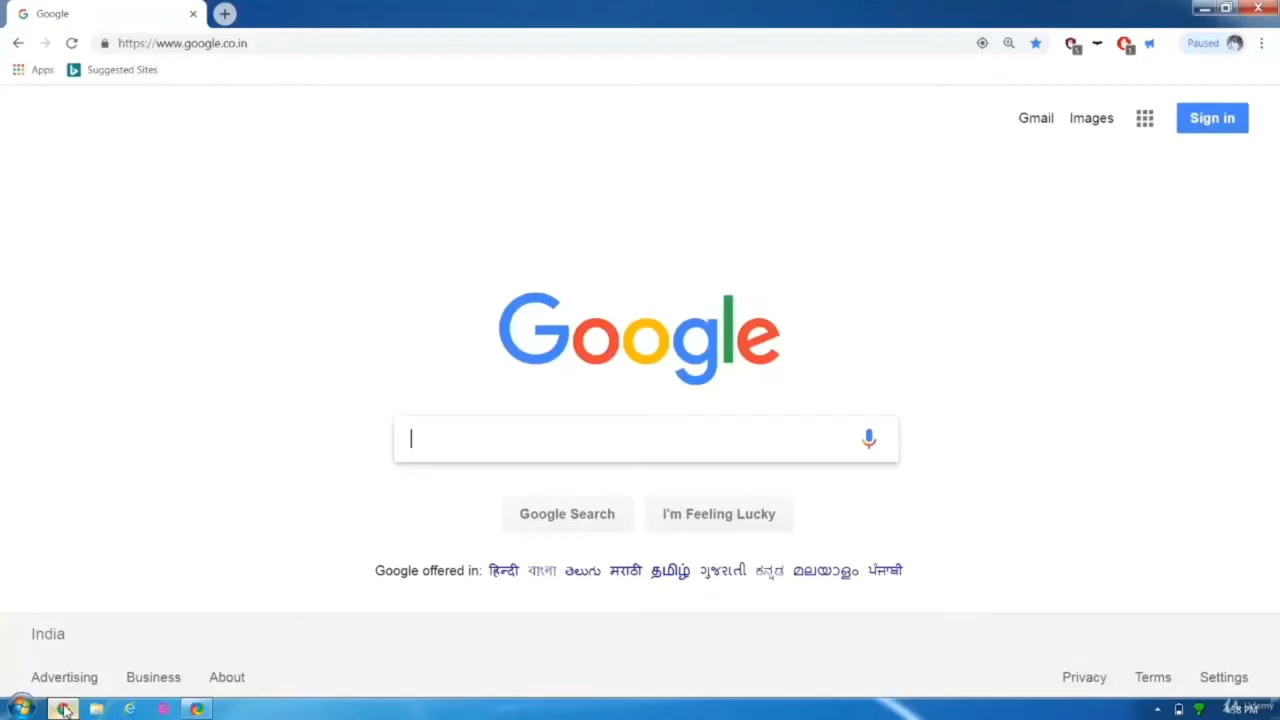 Google
https://www.google.co.in
Paused
Apps
Suggested Sites
Gmail
Images
Sign in
Google
Google Search
I'm Feeling Lucky
Google offered in: हिन्दी বাংলা తెలుగు मराठी தமிழ் ગુજરાતી ಕನ್ನಡ മലയാളം ਪੰਜਾਬੀ
India
Advertising
Business
About
Privacy
Terms
Settings
Udemy